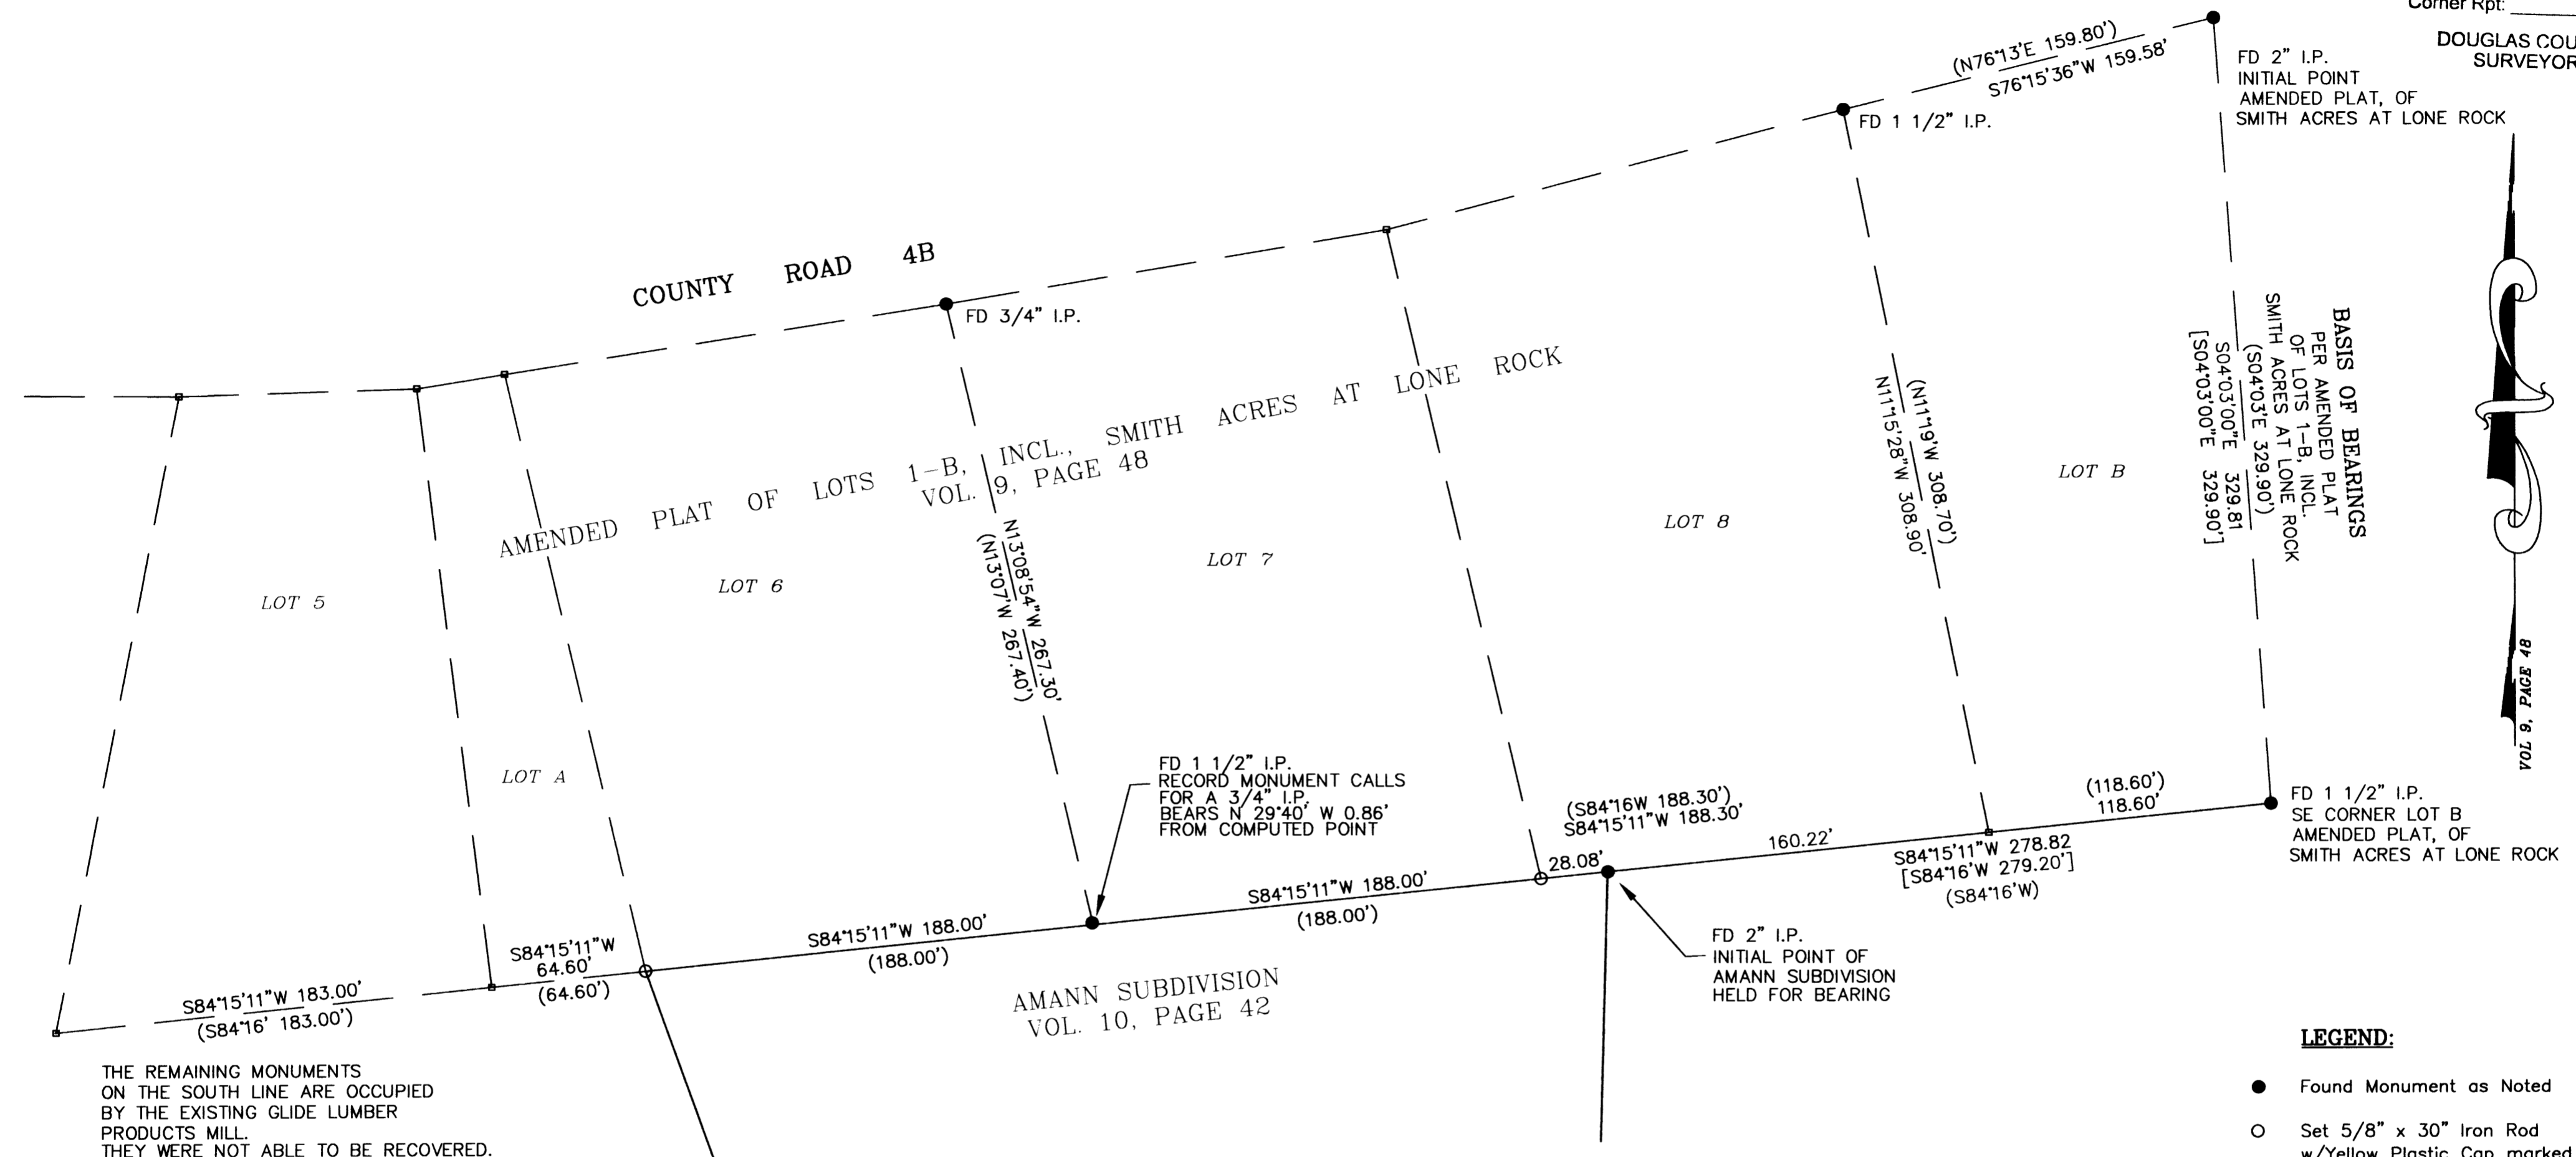 Corner Rpt:
DOUGLAS COU
SURVEYOR
(N76°13'E 159.80')
S76°15'36"W 159.58'
FD 2" I.P.
INITIAL POINT
AMENDED PLAT, OF
SMITH ACRES AT LONE ROCK
FD 1 1/2" I.P.
COUNTY ROAD 4B
FD 3/4" I.P.
AMENDED PLAT OF LOTS 1-B, INCL., SMITH ACRES AT LONE ROCK
VOL. 9, PAGE 48
BASIS OF BEARINGS
PER AMENDED PLAT
OF LOTS 1-B, INCL.
SMITH ACRES AT LONE ROCK
(S04°03'E 329.90')
S04°03'00"E 329.81
[S04°03'00"E 329.90']
(N11°19'W 308.70')
N11°15'28"W 308.90'
N13°08'54"W 267.30'
(N13°07'W 267.40')
LOT 5
LOT A
LOT 6
LOT 7
LOT 8
LOT B
VOL 9, PAGE 48
FD 1 1/2" I.P.
RECORD MONUMENT CALLS
FOR A 3/4" I.P.
BEARS N 29°40' W 0.86'
FROM COMPUTED POINT
(S84°16W 188.30')
S84°15'11"W 188.30'
28.08'
160.22'
(118.60')
118.60'
S84°15'11"W 278.82
[S84°16'W 279.20']
(S84°16'W)
FD 1 1/2" I.P.
SE CORNER LOT B
AMENDED PLAT, OF
SMITH ACRES AT LONE ROCK
S84°15'11"W 188.00'
(188.00')
S84°15'11"W 188.00'
(188.00')
S84°15'11"W
64.60'
(64.60')
S84°15'11"W 183.00'
(S84°16' 183.00')
FD 2" I.P.
INITIAL POINT OF
AMANN SUBDIVISION
HELD FOR BEARING
AMANN SUBDIVISION
VOL. 10, PAGE 42
THE REMAINING MONUMENTS
ON THE SOUTH LINE ARE OCCUPIED
BY THE EXISTING GLIDE LUMBER
PRODUCTS MILL.
THEY WERE NOT ABLE TO BE RECOVERED.
LEGEND:
Found Monument as Noted
Set 5/8" x 30" Iron Rod
w/Yellow Plastic Cap marked